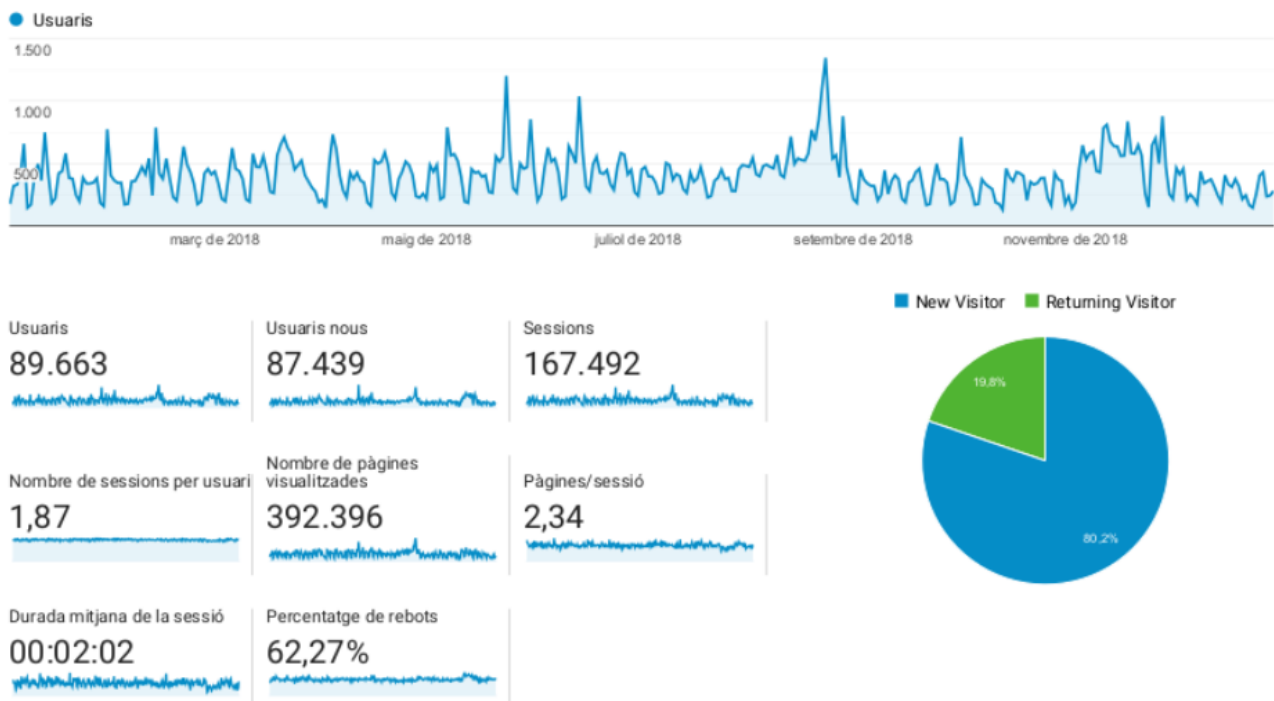 Usuaris
1.500
1.000
500
març de 2018
maig de 2018
juliol de 2018
setembre de 2018
novembre de 2018
New Visitor
Returning Visitor
Usuaris
89.663
Usuaris nous
87.439
Sessions
167.492
19,8%
80,2%
Nombre de sessions per usuari
1,87
Nombre de pàgines
visualitzades
392.396
Pàgines/sessió
2,34
Durada mitjana de la sessió
00:02:02
Percentatge de rebots
62,27%